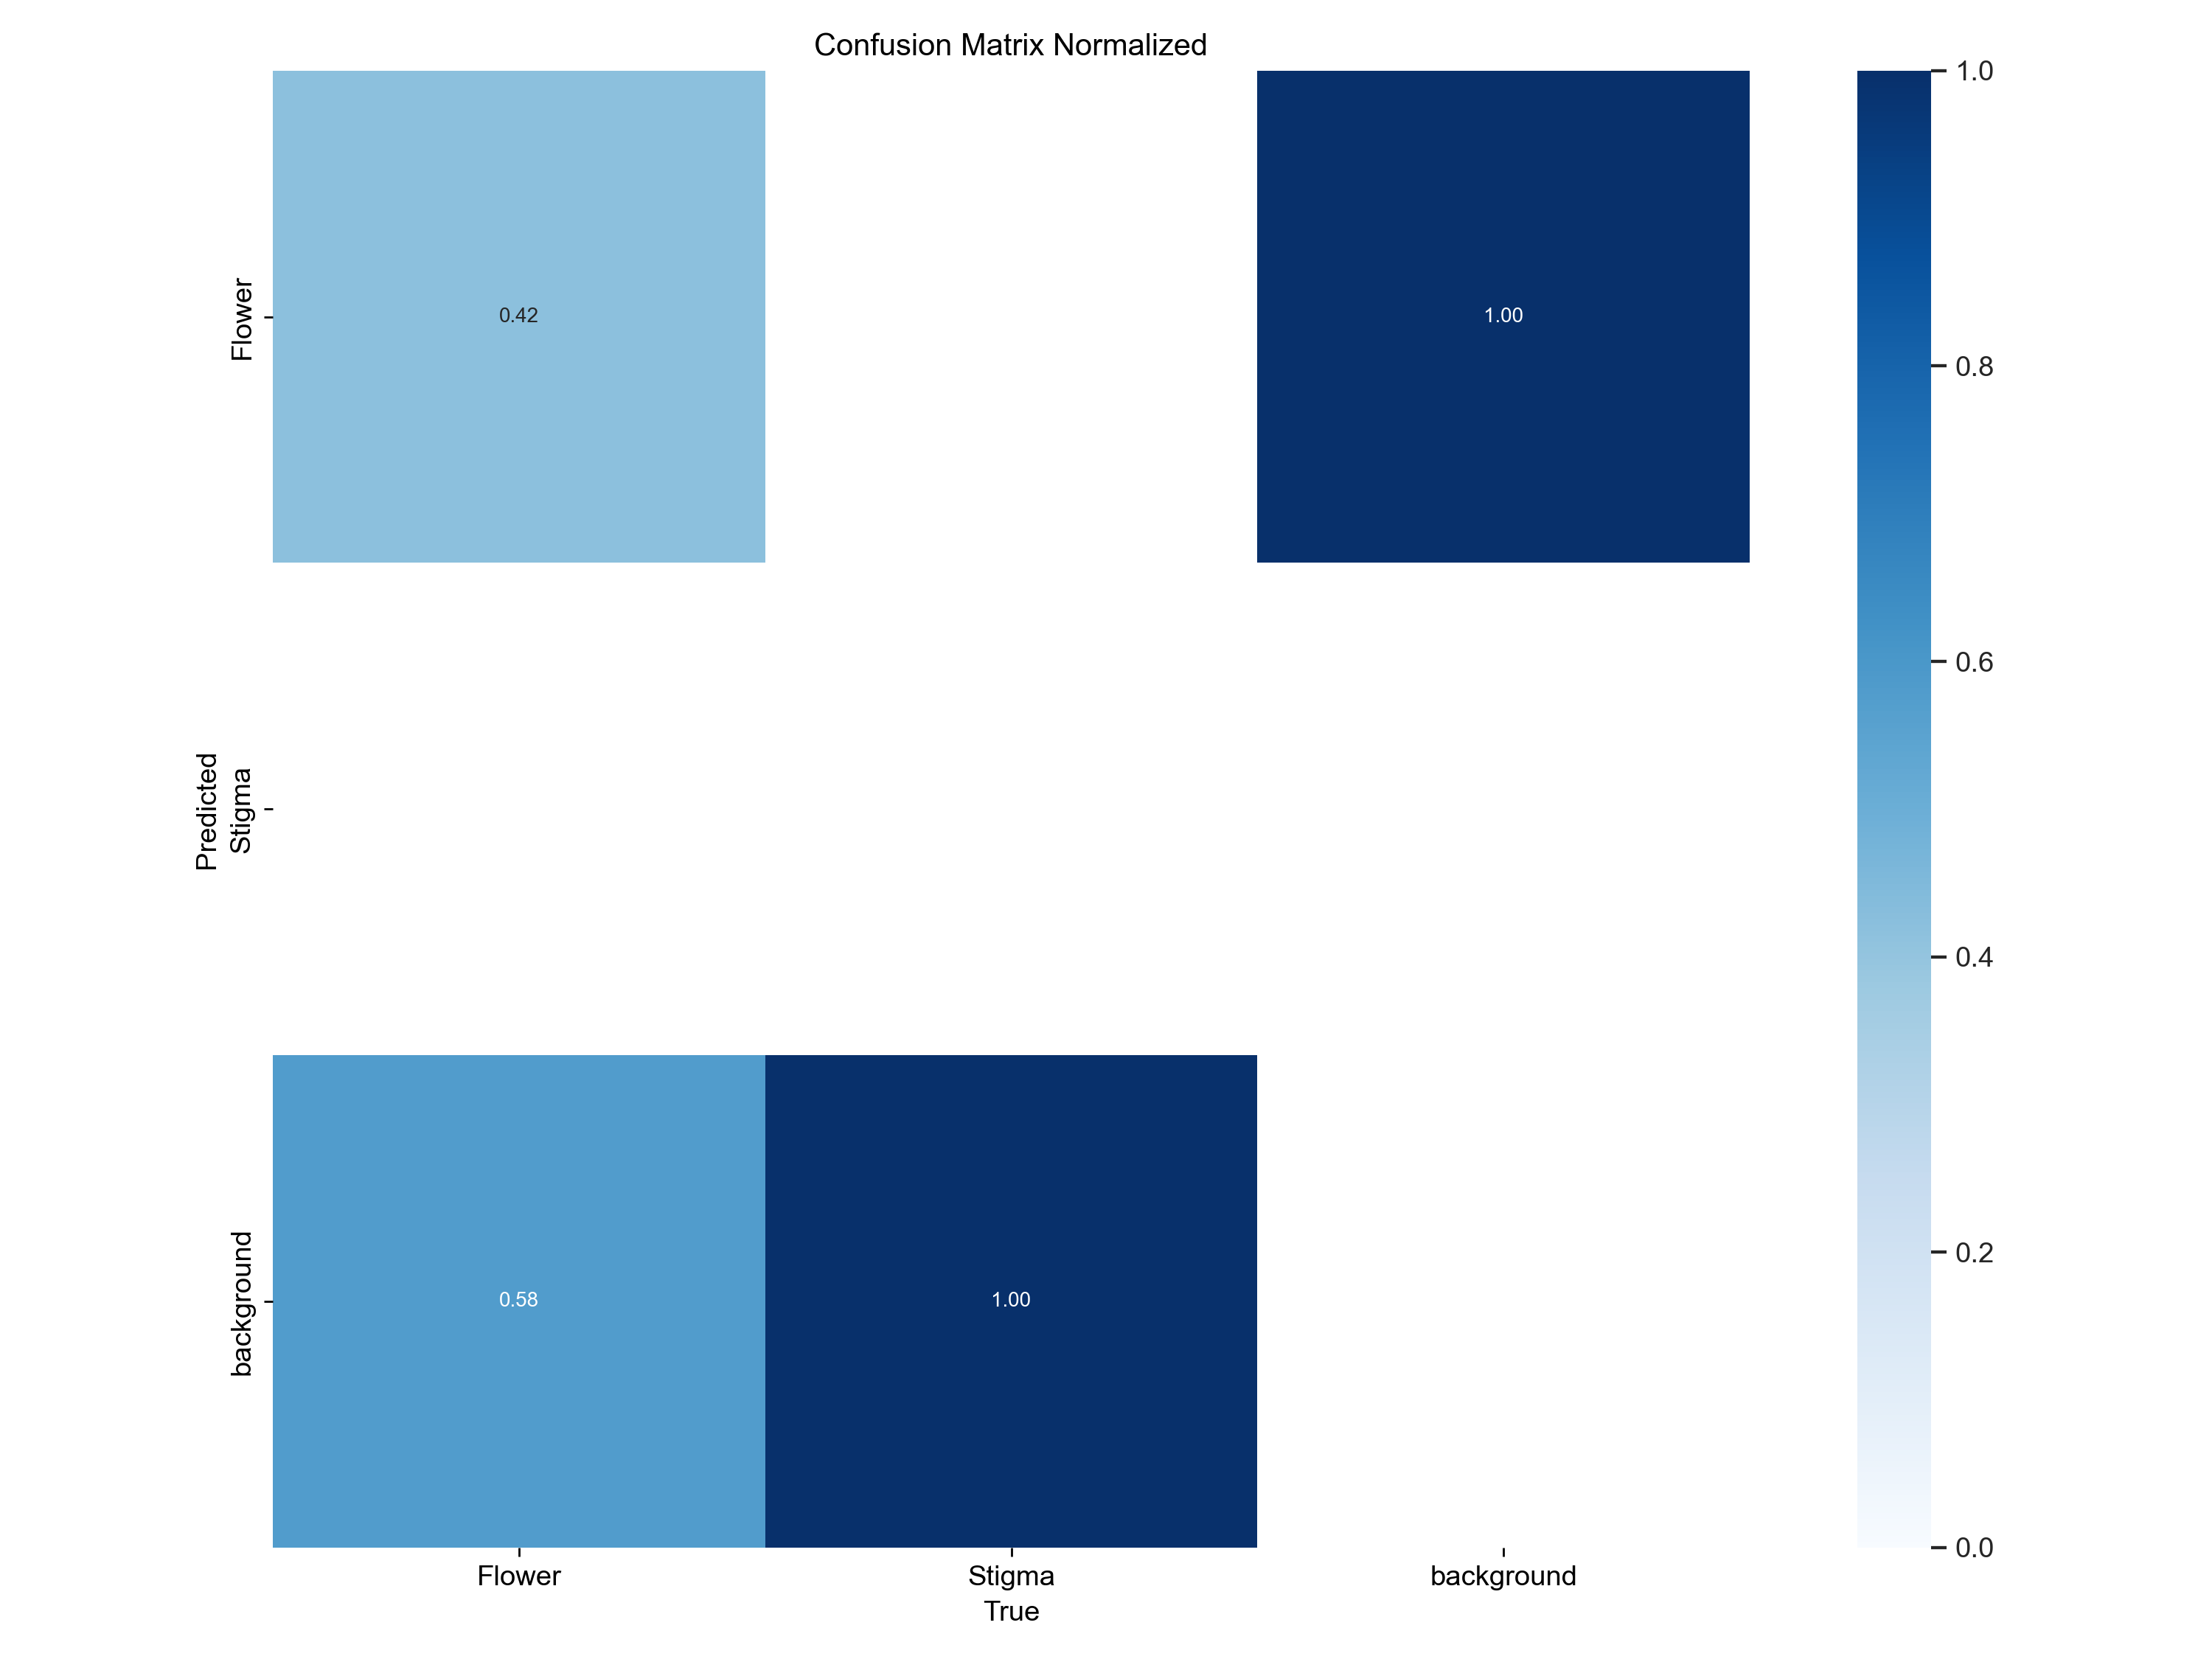 Confusion Matrix Normalized
Flower
Stigma
background
Predicted
0.42
1.00
0.58
1.00
Flower
Stigma
background
True
1.0
0.8
0.6
0.4
0.2
0.0